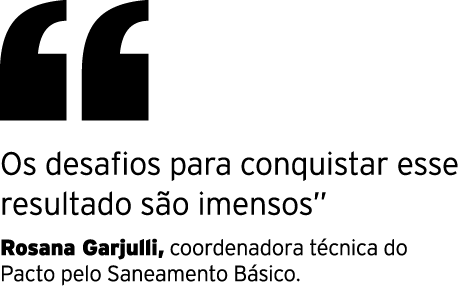 “
Os desafios para conquistar esse
resultado são imensos”
Rosana Garjulli, coordenadora técnica do
Pacto pelo Saneamento Básico.